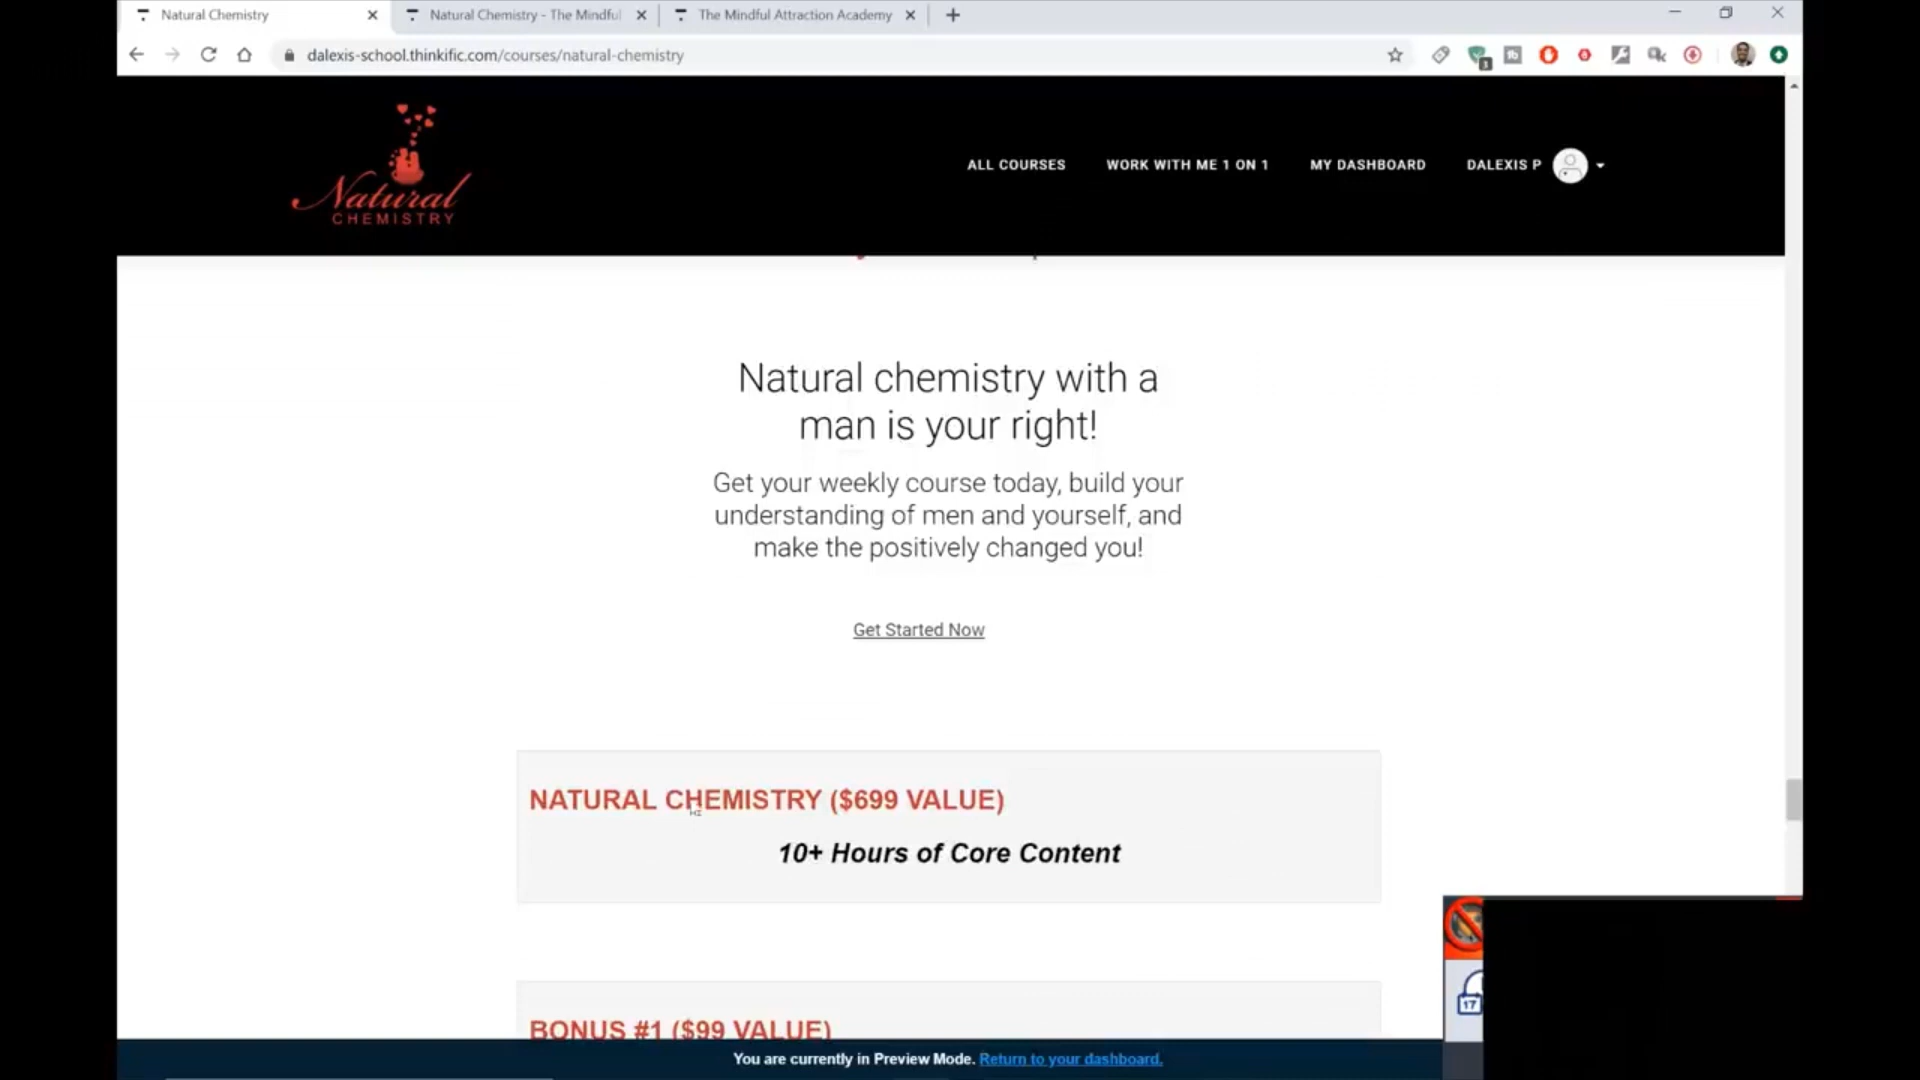 Natural Chemistry
Natural Chemistry - The Mindful
The Mindful Attraction Academy
dalexis-school.thinkific.com/courses/natural-chemistry
Natural
CHEMISTRY
ALL COURSES
WORK WITH ME 1 ON 1
MY DASHBOARD
DALEXIS P
Natural chemistry with a
man is your right!
Get your weekly course today, build your
understanding of men and yourself, and
make the positively changed you!
Get Started Now
NATURAL CHEMISTRY ($699 VALUE)
10+ Hours of Core Content
BONUS #1 ($99 VALUE)
You are currently in Preview Mode. Return to your dashboard.
17